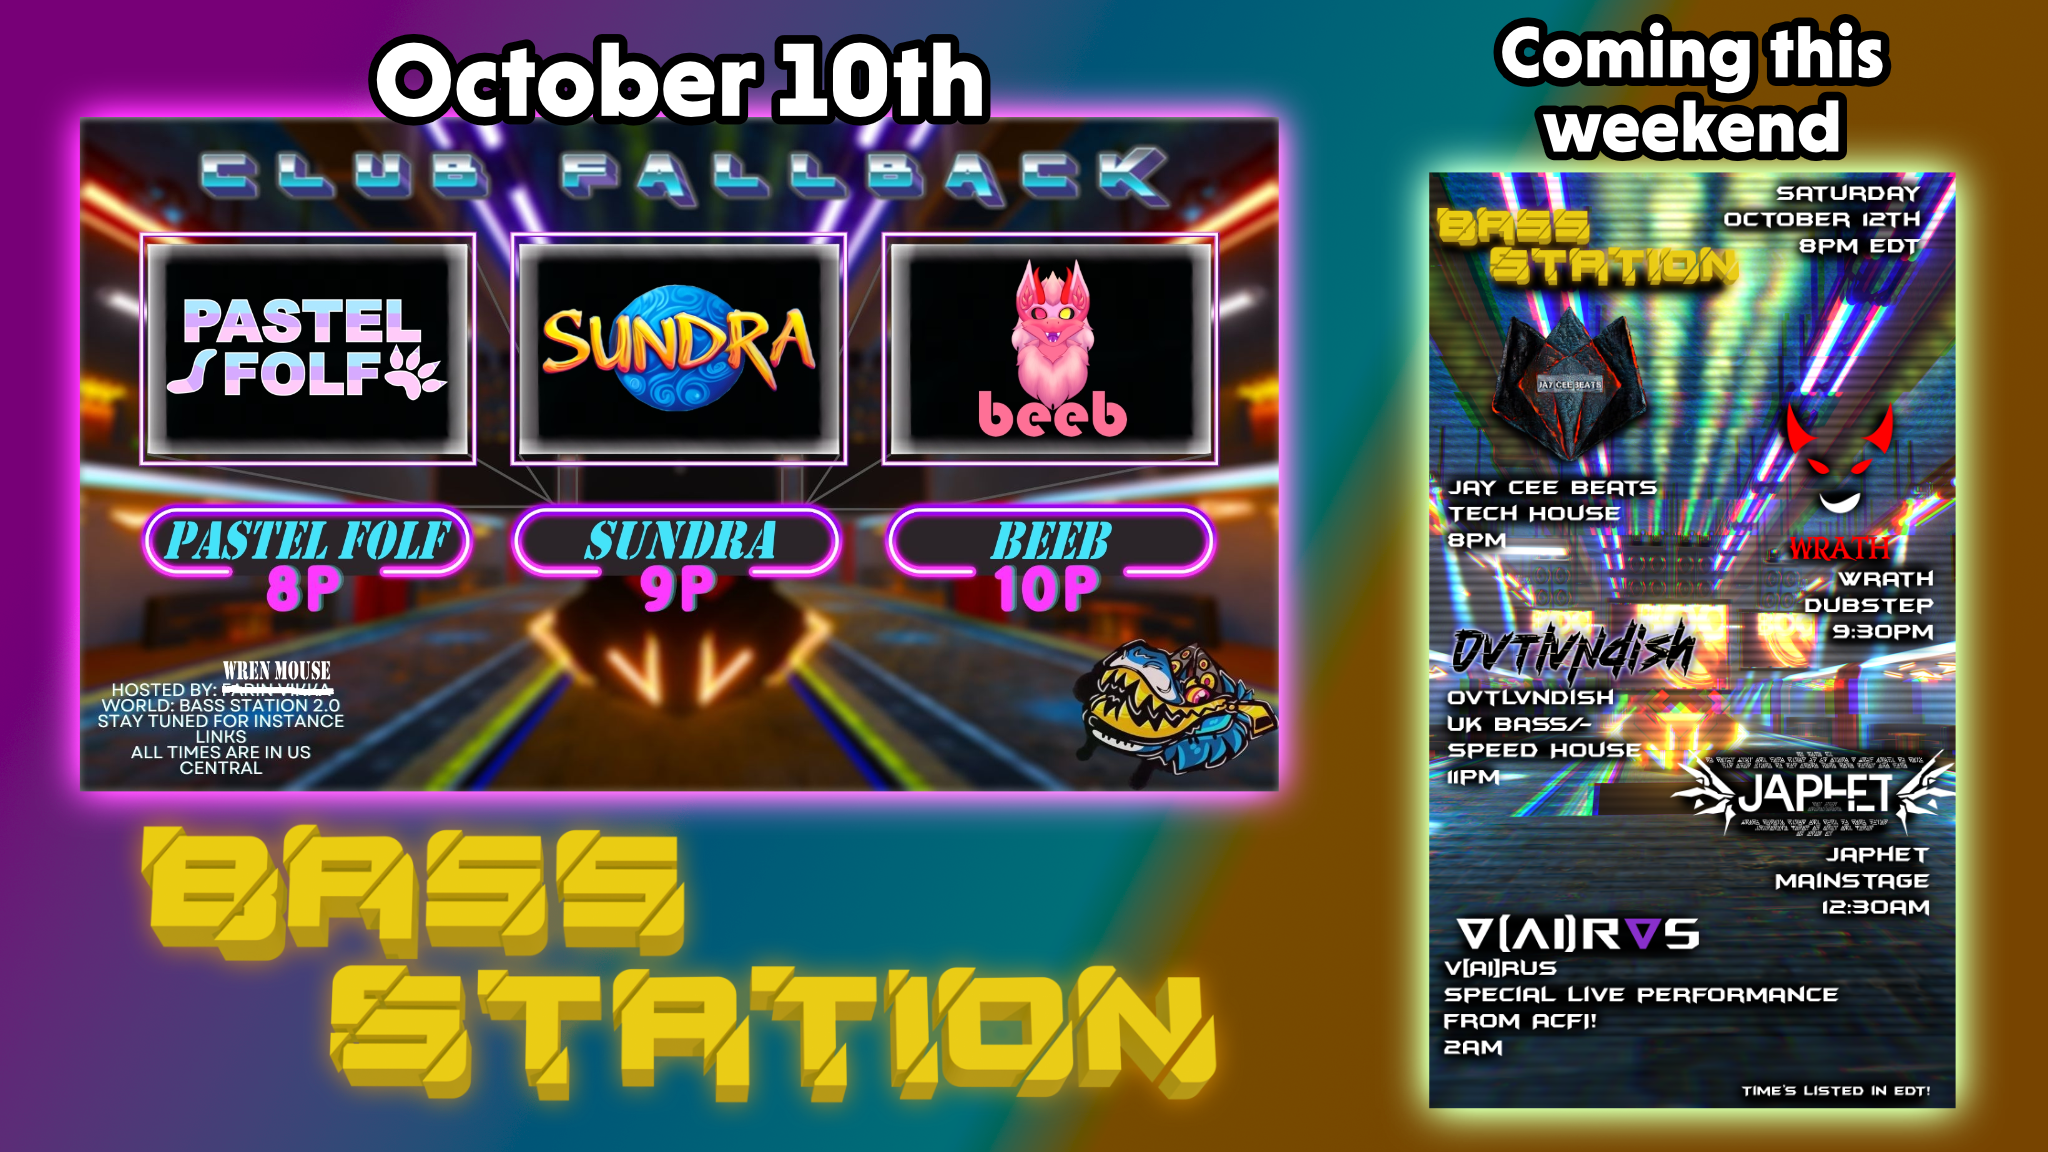 October 10th
CLUB FALLBACK
PASTEL
FOLF
SUNDRA
beeb
PASTEL FOLF
8P
SUNDRA
9P
BEEB
10P
WREN MOUSE
HOSTED BY: FARIN VIKKA
WORLD: BASS STATION 2.0
STAY TUNED FOR INSTANCE
LINKS
ALL TIMES ARE IN US
CENTRAL
BASS
STATION
Coming this
weekend
SATURDAY
OCTOBER 12TH
8PM EDT
BASS
STATION
JAY CEE BEATS
JAY CEE BEATS
TECH HOUSE
8PM
WRATH
WRATH
DUBSTEP
9:30PM
OVTLVNDISH
OVTLVNDISH
UK BASS/-
SPEED HOUSE
11PM
JAPHET
JAPHET
MAINSTAGE
12:30AM
V(AI)RVS
V[AI]RUS
SPECIAL LIVE PERFORMANCE
FROM ACFI!
2AM
TIME'S LISTED IN EDT!